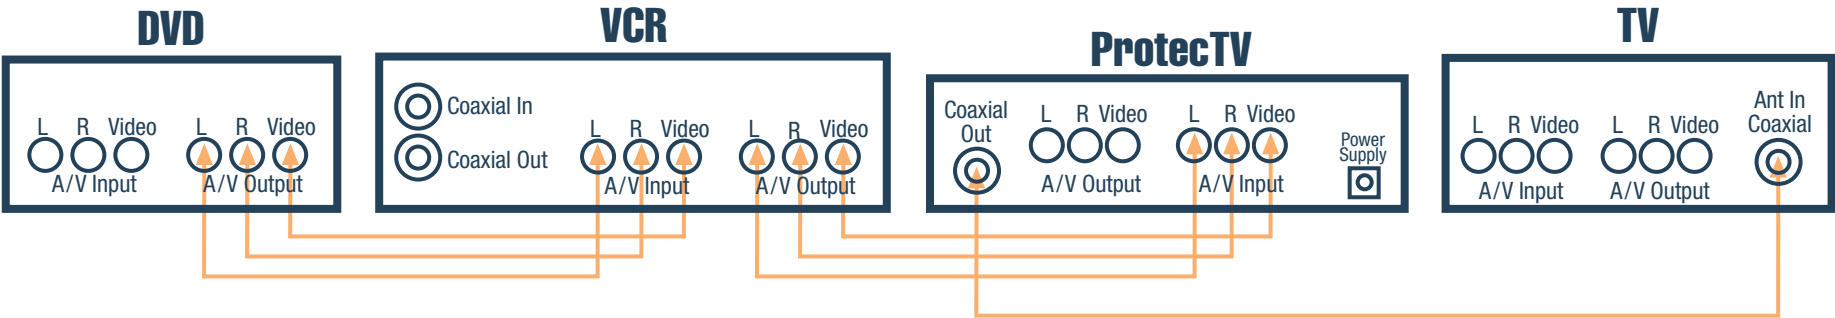 DVD
L R Video L R Video
A/V Input A/V Output
VCR
Coaxial In
Coaxial Out
L R Video L R Video
A/V Input A/V Output
ProtecTV
Coaxial
Out
L R Video L R Video
A/V Output A/V Input
Power
Supply
TV
L R Video L R Video
A/V Input A/V Output
Ant In
Coaxial